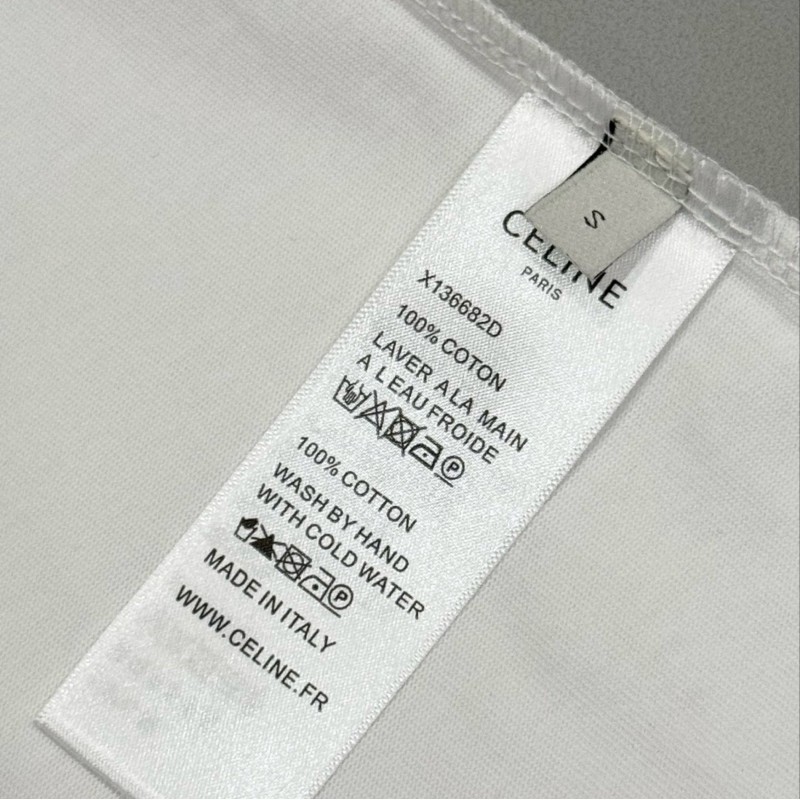 S
CELINE
PARIS
X136682D
100% COTON
LAVER A LA MAIN
A L EAU FROIDE
P
100% COTTON
WASH BY HAND
WITH COLD WATER
P
MADE IN ITALY
WWW.CELINE.FR